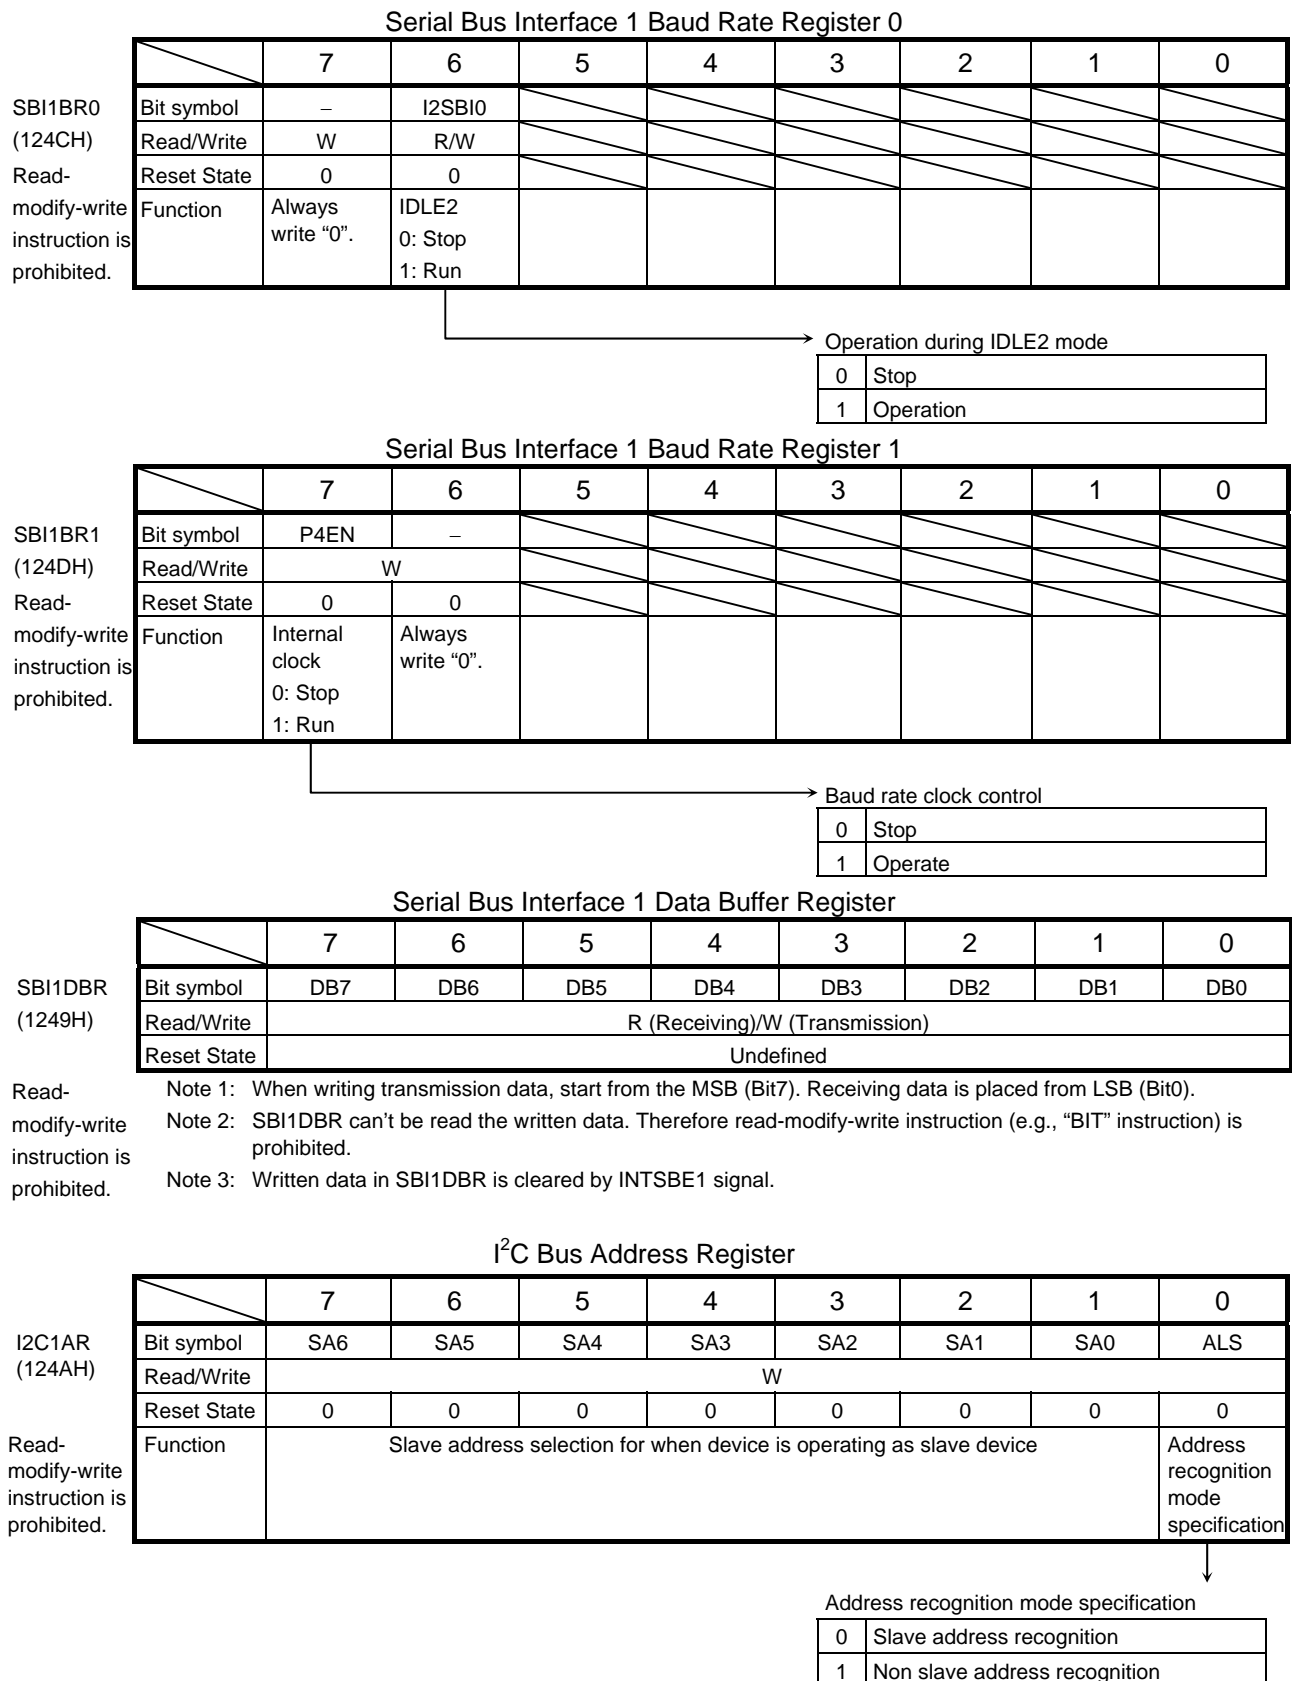 Serial Bus Interface 1 Baud Rate Register 0
7 6 5 4 3 2 1 0
SBI1BR0 Bit symbol – I2SBI0
(124CH) Read/Write W R/W
Read- Reset State 0 0
modify-write Function Always IDLE2
instruction is write “0”. 0: Stop
prohibited. 1: Run
Operation during IDLE2 mode
0 Stop
1 Operation
Serial Bus Interface 1 Baud Rate Register 1
7 6 5 4 3 2 1 0
SBI1BR1 Bit symbol P4EN –
(124DH) Read/Write W
Read- Reset State 0 0
modify-write Function Internal Always
instruction is clock write “0”.
prohibited. 0: Stop
1: Run
Baud rate clock control
0 Stop
1 Operate
Serial Bus Interface 1 Data Buffer Register
7 6 5 4 3 2 1 0
SBI1DBR Bit symbol DB7 DB6 DB5 DB4 DB3 DB2 DB1 DB0
(1249H) Read/Write R (Receiving)/W (Transmission)
Reset State Undefined
Read-
modify-write
instruction is
prohibited.
Note 1: When writing transmission data, start from the MSB (Bit7). Receiving data is placed from LSB (Bit0).
Note 2: SBI1DBR can’t be read the written data. Therefore read-modify-write instruction (e.g., “BIT” instruction) is
prohibited.
Note 3: Written data in SBI1DBR is cleared by INTSBE1 signal.
I²C Bus Address Register
7 6 5 4 3 2 1 0
I2C1AR Bit symbol SA6 SA5 SA4 SA3 SA2 SA1 SA0 ALS
(124AH) Read/Write W
Reset State 0 0 0 0 0 0 0 0
Read- Function Slave address selection for when device is operating as slave device Address
modify-write recognition
instruction is mode
prohibited. specification
Address recognition mode specification
0 Slave address recognition
1 Non slave address recognition